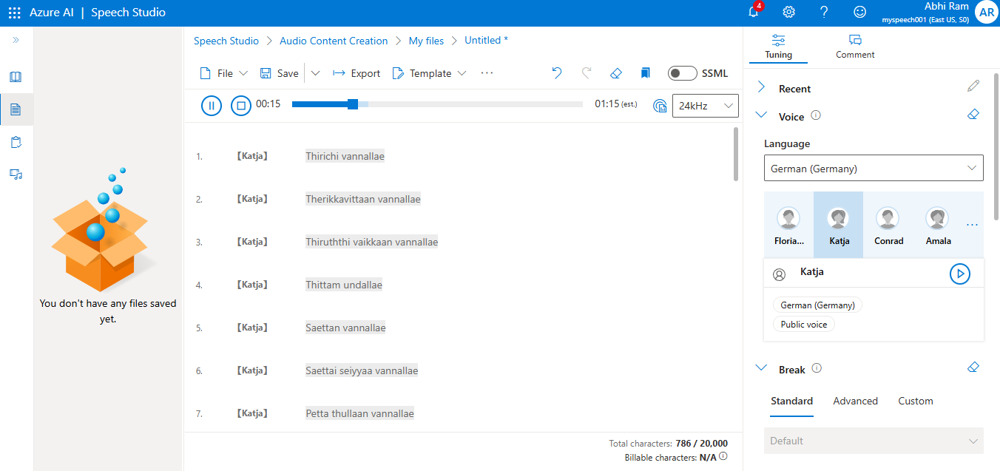 Azure AI | Speech Studio
4
Abhi Ram
myspeech001 (East US, S0)
AR
Speech Studio > Audio Content Creation > My files > Untitled *
File Save Export Template ... SSML
00:15 01:15 (est.) 24kHz
1. 【Katja】 Thirichi vannallae
2. 【Katja】 Therikkavittaan vannallae
3. 【Katja】 Thiruththi vaikkaan vannallae
4. 【Katja】 Thittam undallae
5. 【Katja】 Saettan vannallae
6. 【Katja】 Saettai seiyyaa vannallae
7. 【Katja】 Petta thullaan vannallae
Total characters: 786 / 20,000
Billable characters: N/A
You don't have any files saved
yet.
Tuning Comment
Recent
Voice
Language
German (Germany)
Floria... Katja Conrad Amala ...
Katja
German (Germany)
Public voice
Break
Standard Advanced Custom
Default